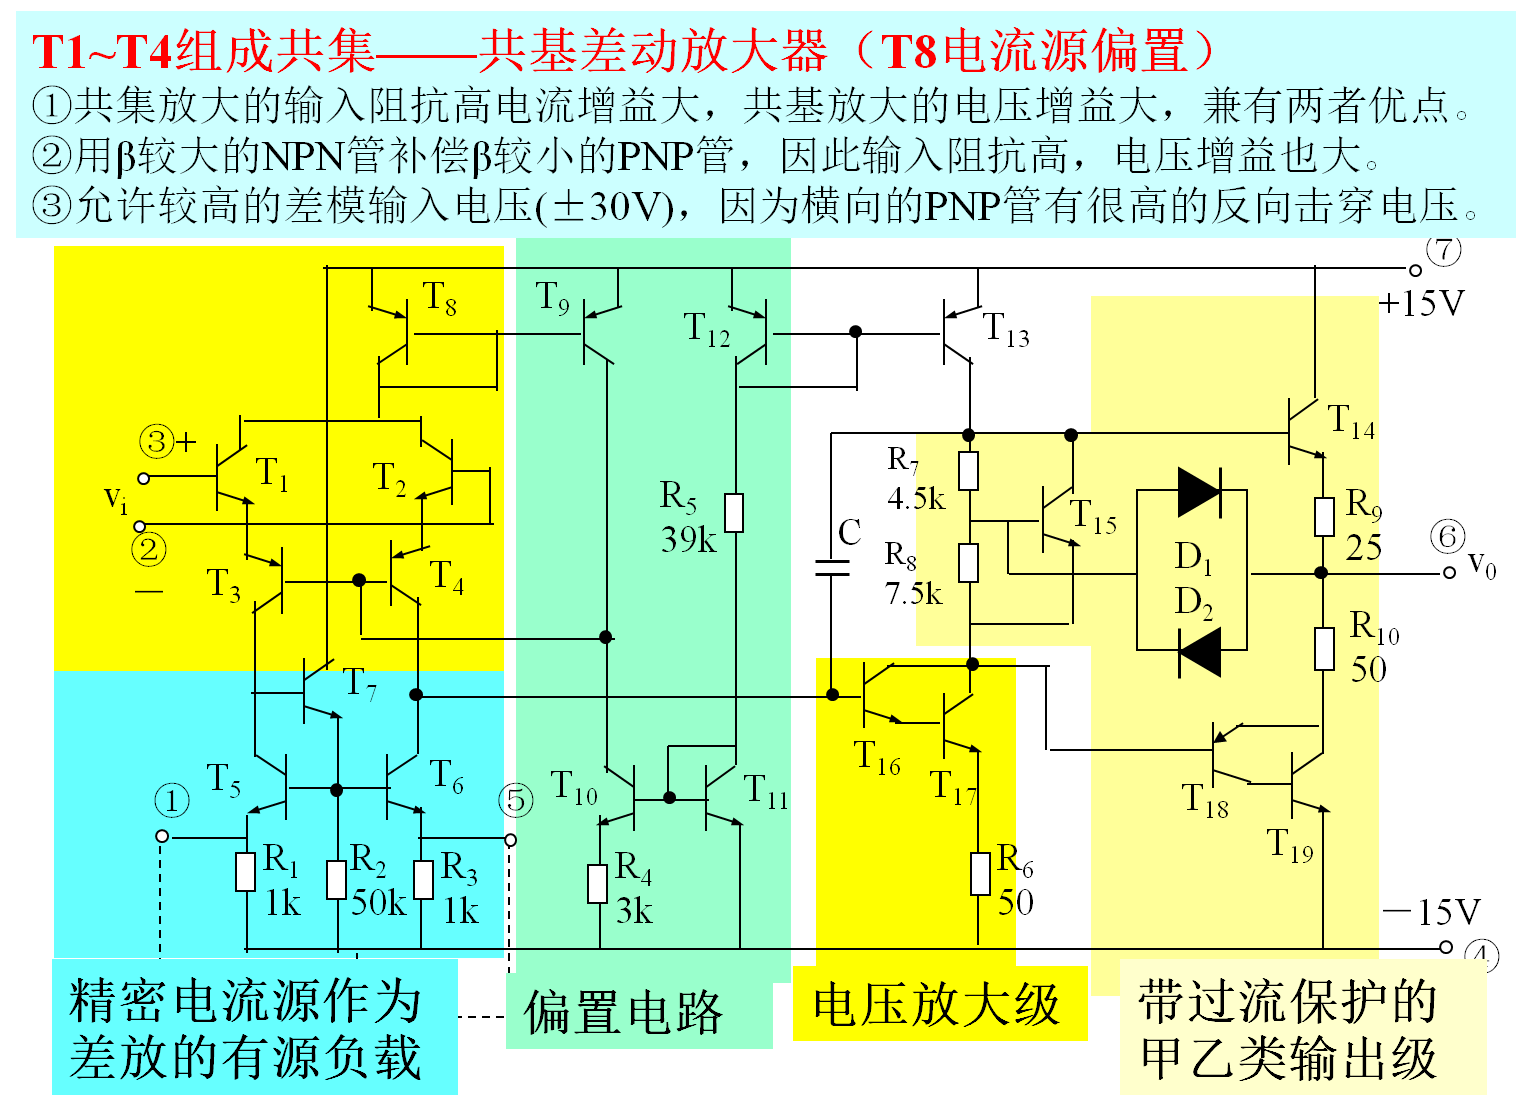 T1~T4组成共集——共基差动放大器（T8电流源偏置）
①共集放大的输入阻抗高电流增益大，共基放大的电压增益大，兼有两者优点。
②用β较大的NPN管补偿β较小的PNP管，因此输入阻抗高，电压增益也大。
③允许较高的差模输入电压(±30V)，因为横向的PNP管有很高的反向击穿电压。
⑦
+15V
T8
T9
T12
T13
③+
T1
T2
vi
②
－
T3
T4
R5
39k
C
R7
4.5k
R8
7.5k
T15
D1
D2
T14
R9
25
⑥
v0
R10
50
T7
T5
T6
①
⑤
T10
T11
T16
T17
T18
T19
R1
1k
R2
50k
R3
1k
R4
3k
R6
50
－15V
④
精密电流源作为
差放的有源负载
偏置电路
电压放大级
带过流保护的
甲乙类输出级